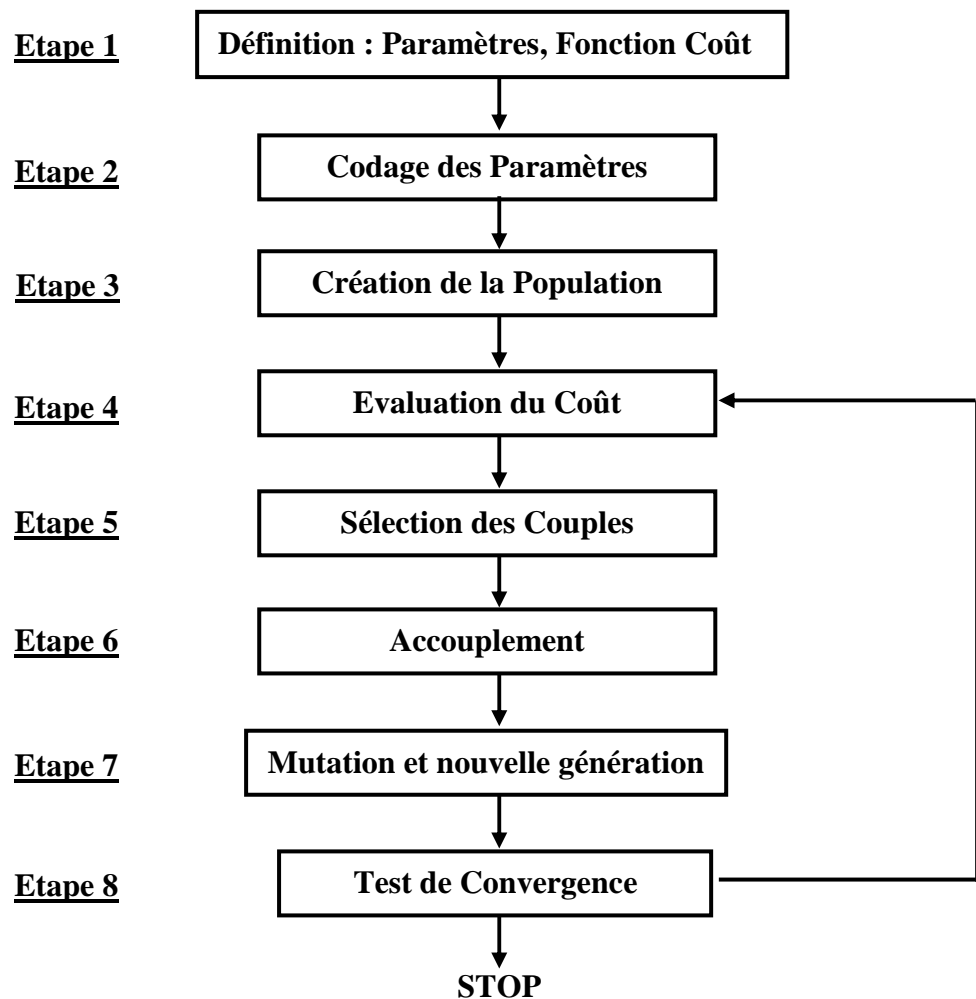 Etape 1 Définition : Paramètres, Fonction Coût
Etape 2 Codage des Paramètres
Etape 3 Création de la Population
Etape 4 Evaluation du Coût
Etape 5 Sélection des Couples
Etape 6 Accouplement
Etape 7 Mutation et nouvelle génération
Etape 8 Test de Convergence
STOP